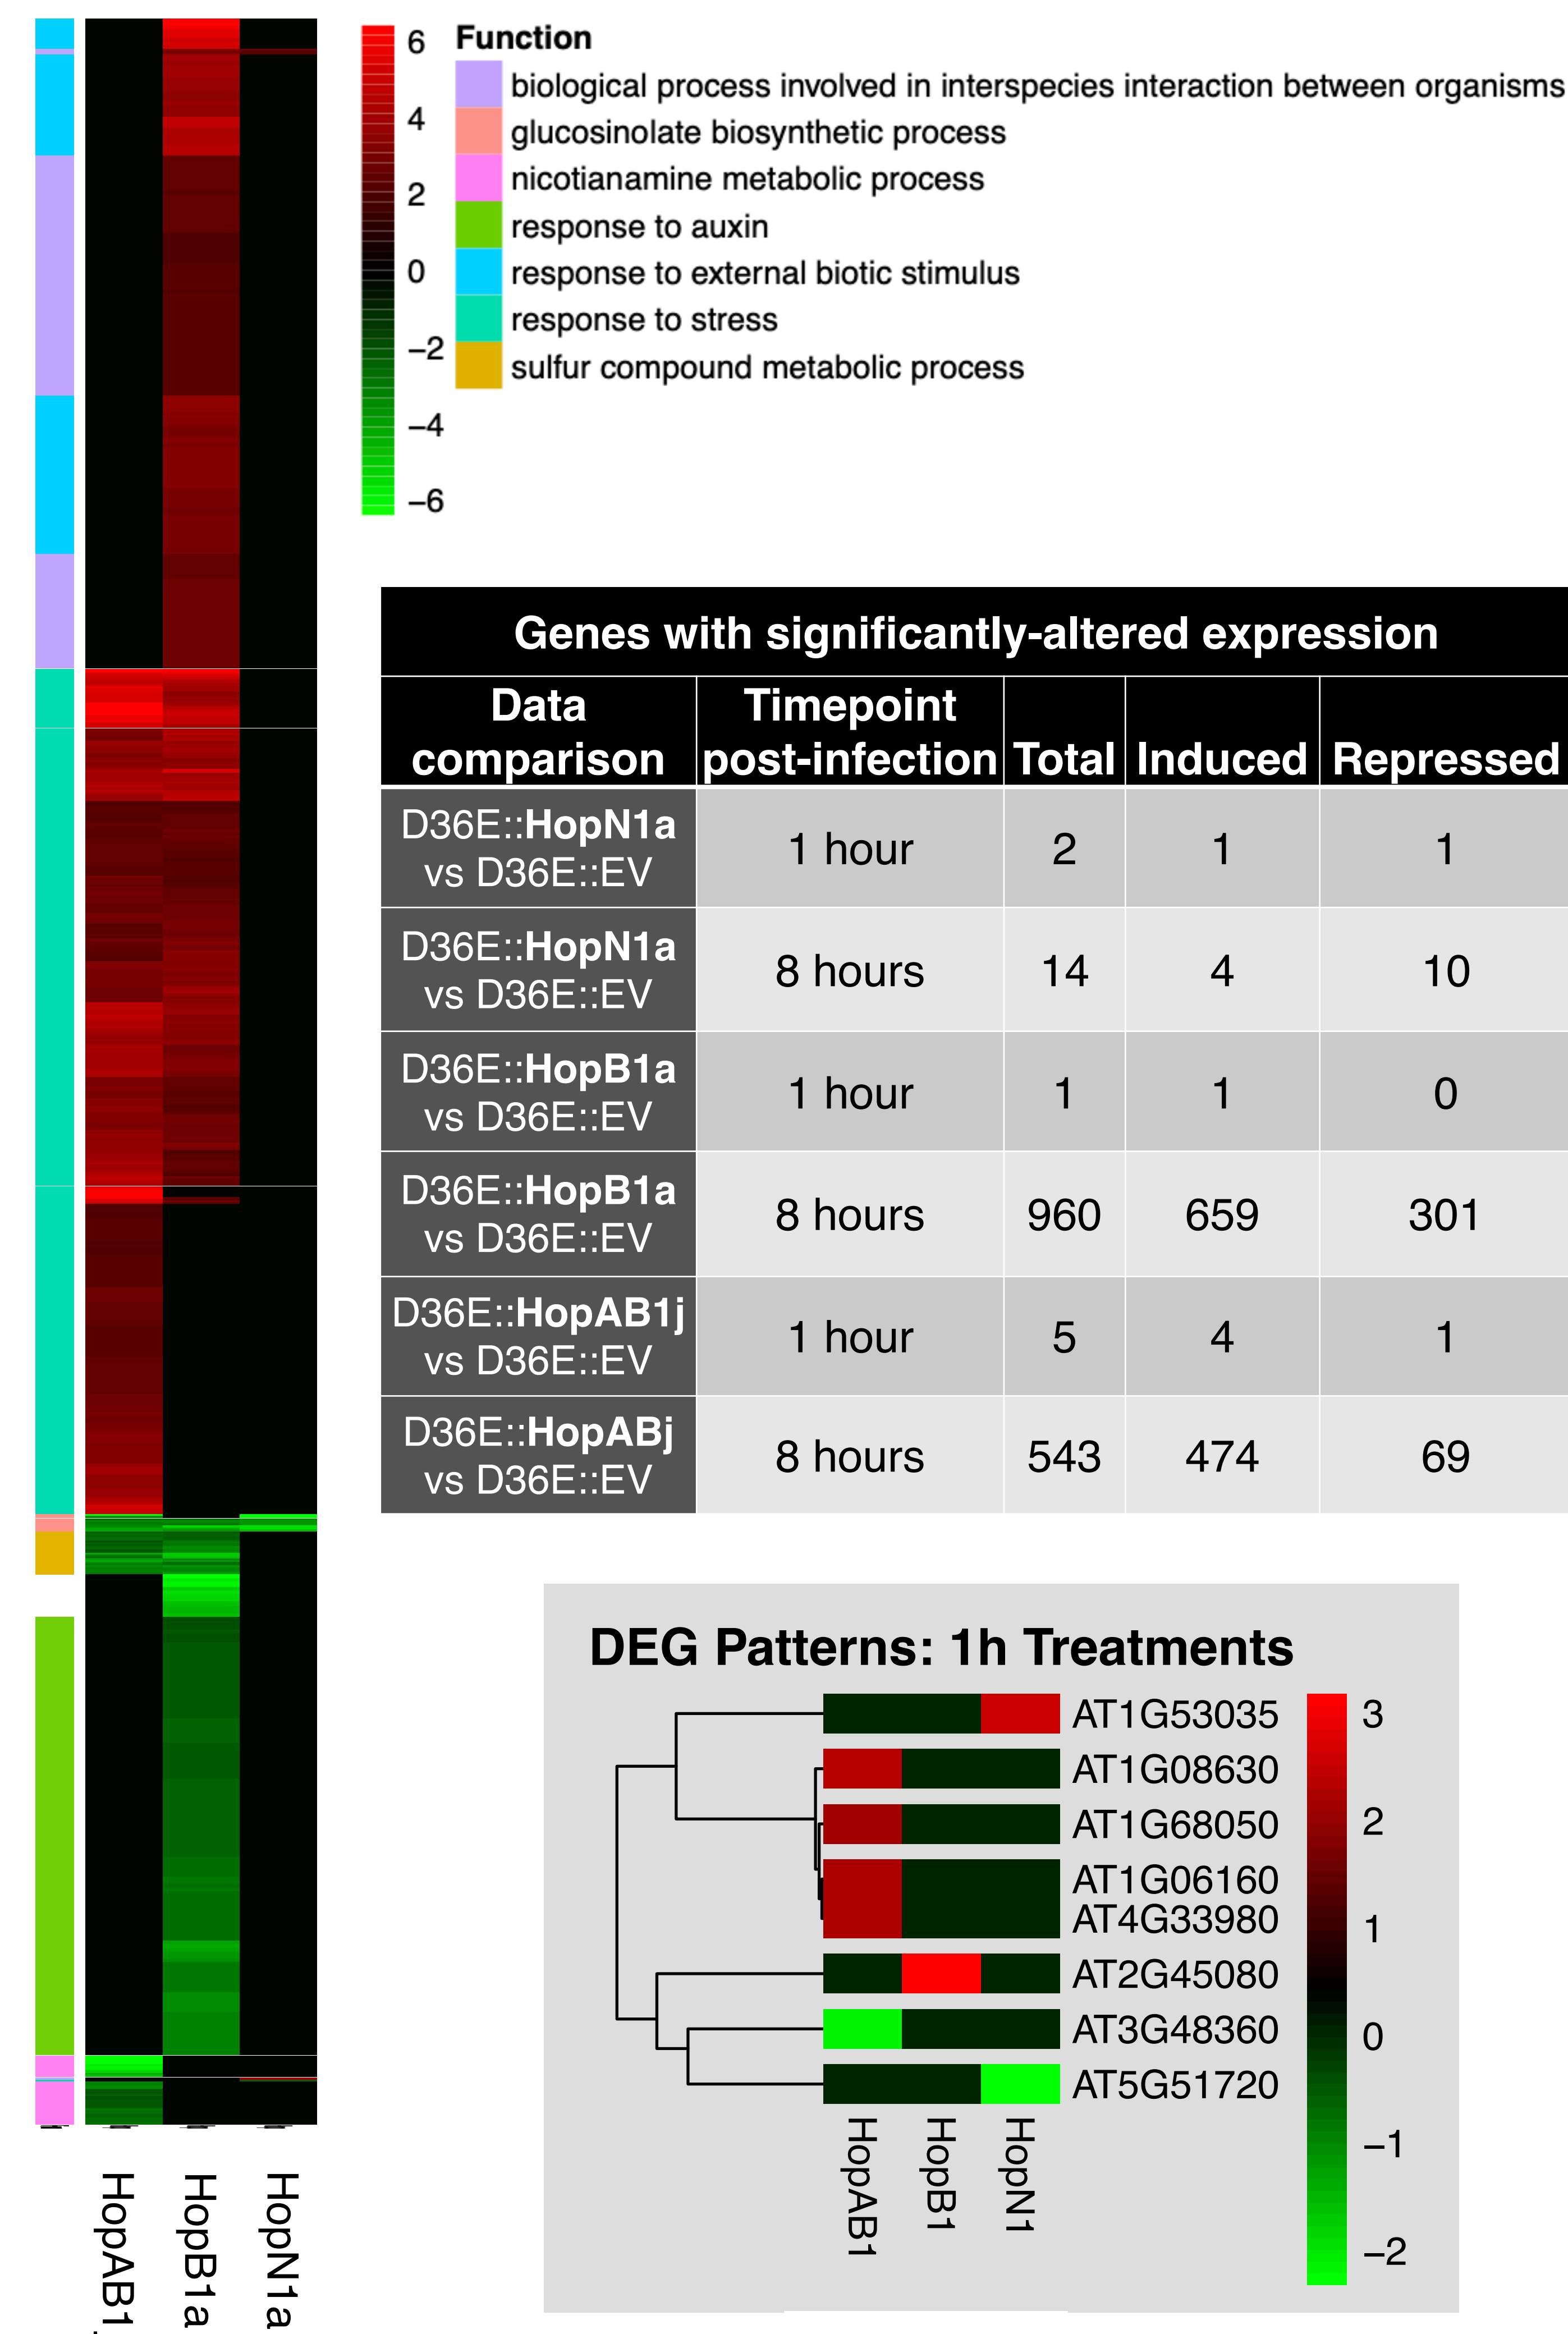 6
4
2
0
−2
−4
−6
Function
biological process involved in interspecies interaction between organisms
glucosinolate biosynthetic process
nicotianamine metabolic process
response to auxin
response to external biotic stimulus
response to stress
sulfur compound metabolic process
Genes with significantly-altered expression
Data comparison Timepoint post-infection Total Induced Repressed
D36E::HopN1a vs D36E::EV 1 hour 2 1 1
D36E::HopN1a vs D36E::EV 8 hours 14 4 10
D36E::HopB1a vs D36E::EV 1 hour 1 1 0
D36E::HopB1a vs D36E::EV 8 hours 960 659 301
D36E::HopAB1j vs D36E::EV 1 hour 5 4 1
D36E::HopABj vs D36E::EV 8 hours 543 474 69
DEG Patterns: 1h Treatments
AT1G53035
AT1G08630
AT1G68050
AT1G06160
AT4G33980
AT2G45080
AT3G48360
AT5G51720
3
2
1
0
−1
−2
HopAB1
HopB1
HopN1
HopAB1
HopB1a
HopN1a